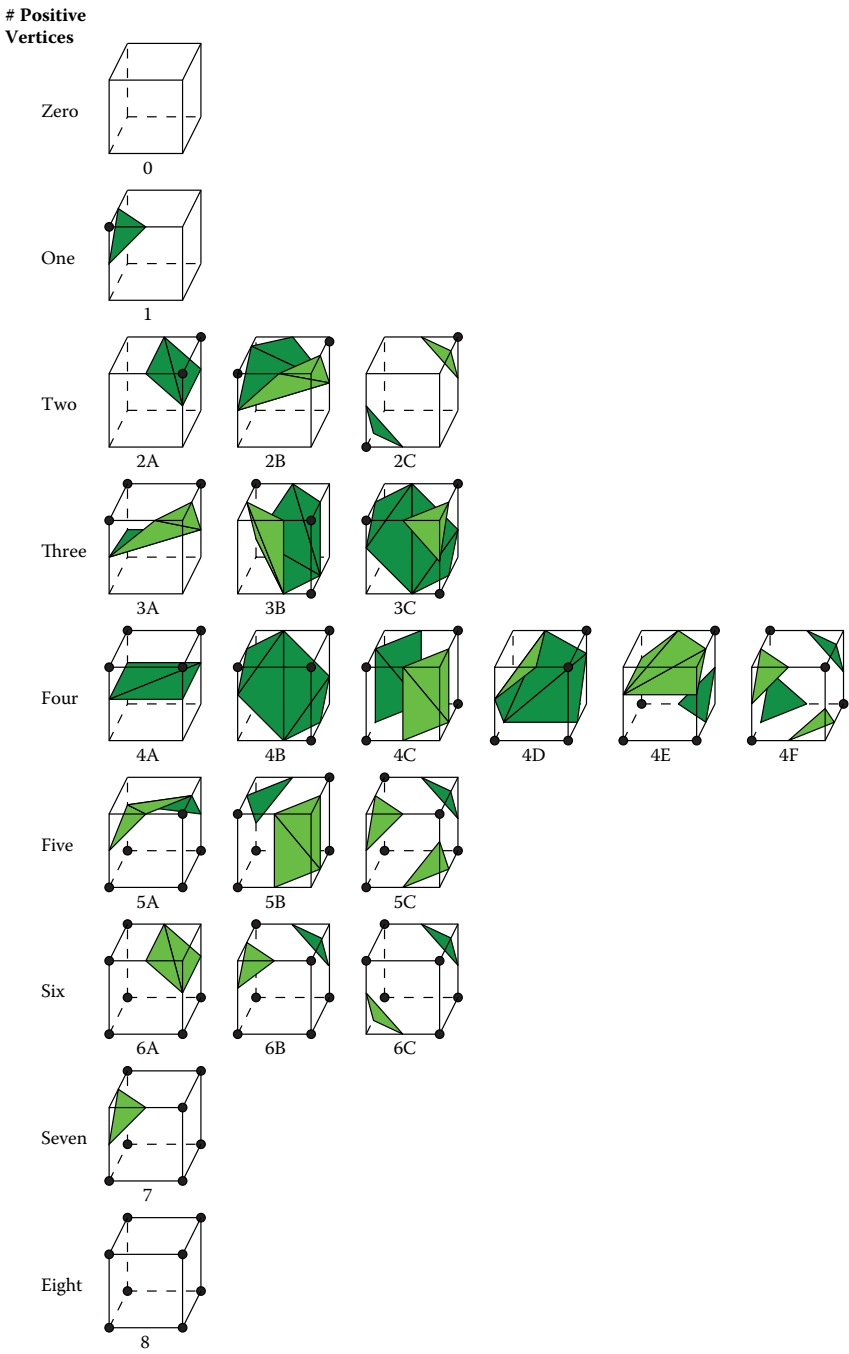 # Positive
Vertices
Zero
0
One
1
Two
2A 2B 2C
Three
3A 3B 3C
Four
4A 4B 4C 4D 4E 4F
Five
5A 5B 5C
Six
6A 6B 6C
Seven
7
Eight
8